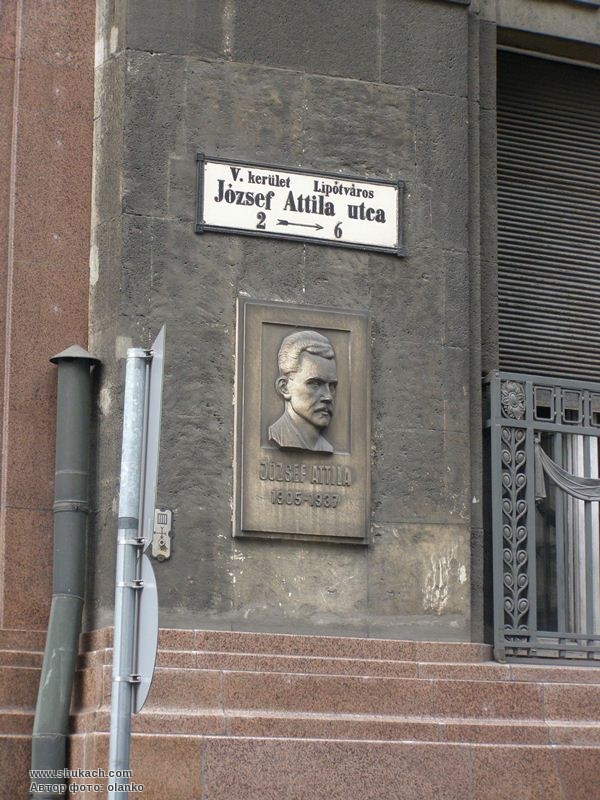 V. kerület Lipótváros
József Attila utca
2 → 6
JÓZSEF ATTILA
1905-1937
www.shukach.com
Автор фото: olanko